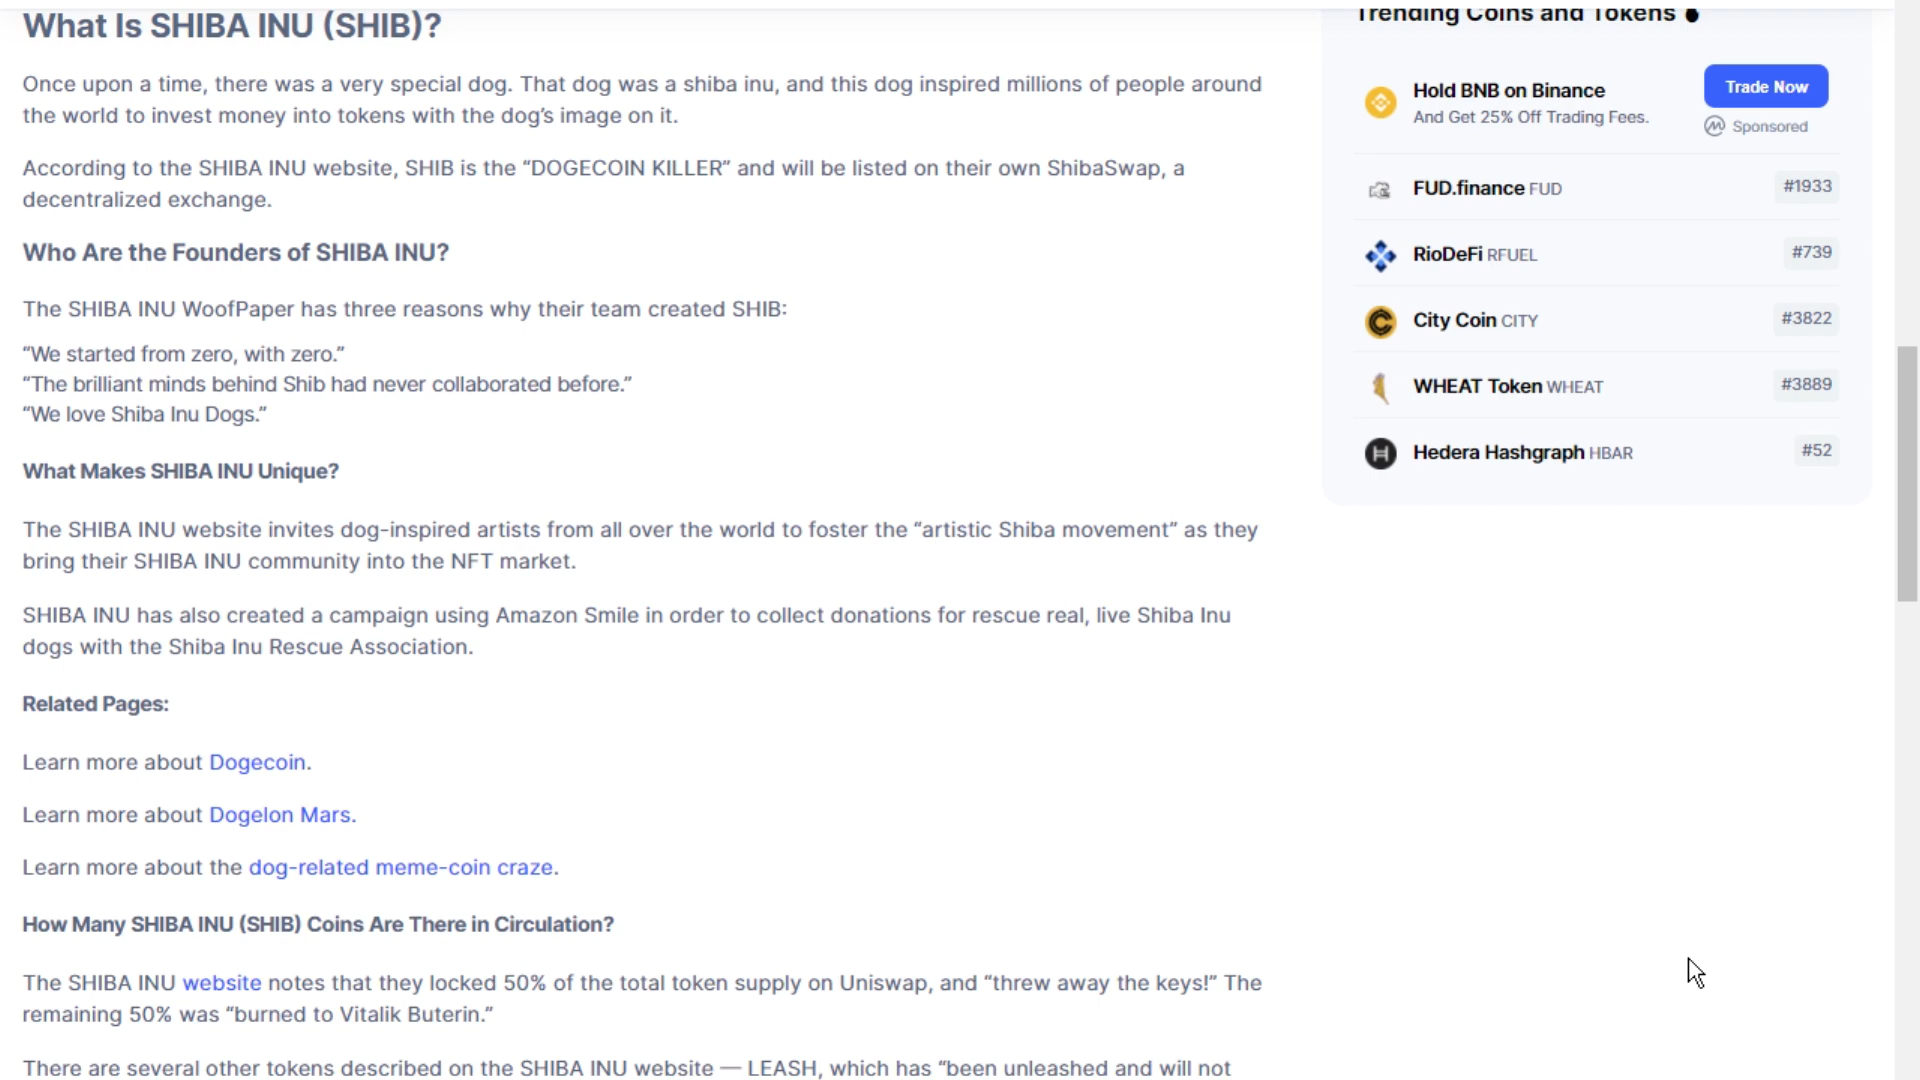 What Is SHIBA INU (SHIB)?
Once upon a time, there was a very special dog. That dog was a shiba inu, and this dog inspired millions of people around
the world to invest money into tokens with the dog’s image on it.
According to the SHIBA INU website, SHIB is the “DOGECOIN KILLER” and will be listed on their own ShibaSwap, a
decentralized exchange.
Who Are the Founders of SHIBA INU?
The SHIBA INU WoofPaper has three reasons why their team created SHIB:
“We started from zero, with zero.”
“The brilliant minds behind Shib had never collaborated before.”
“We love Shiba Inu Dogs.”
What Makes SHIBA INU Unique?
The SHIBA INU website invites dog-inspired artists from all over the world to foster the “artistic Shiba movement” as they
bring their SHIBA INU community into the NFT market.
SHIBA INU has also created a campaign using Amazon Smile in order to collect donations for rescue real, live Shiba Inu
dogs with the Shiba Inu Rescue Association.
Related Pages:
Learn more about Dogecoin.
Learn more about Dogelon Mars.
Learn more about the dog-related meme-coin craze.
How Many SHIBA INU (SHIB) Coins Are There in Circulation?
The SHIBA INU website notes that they locked 50% of the total token supply on Uniswap, and “threw away the keys!” The
remaining 50% was “burned to Vitalik Buterin.”
There are several other tokens described on the SHIBA INU website — LEASH, which has “been unleashed and will not
Trending Coins and Tokens
Hold BNB on Binance
And Get 25% Off Trading Fees.
Trade Now
Sponsored
FUD.finance FUD #1933
RioDeFi RFUEL #739
City Coin CITY #3822
WHEAT Token WHEAT #3889
Hedera Hashgraph HBAR #52